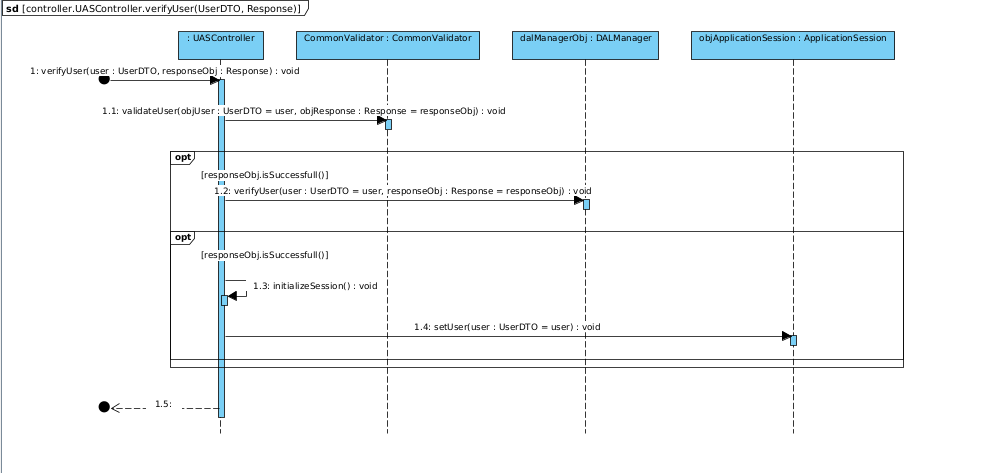 sd [controller.UASController.verifyUser(UserDTO, Response)]
: UASController
CommonValidator : CommonValidator
dalManagerObj : DALManager
objApplicationSession : ApplicationSession
1: verifyUser(user : UserDTO, responseObj : Response) : void
1.1: validateUser(objUser : UserDTO = user, objResponse : Response = responseObj) : void
opt
[responseObj.isSuccessfull()]
1.2: verifyUser(user : UserDTO = user, responseObj : Response = responseObj) : void
opt
[responseObj.isSuccessfull()]
1.3: initializeSession() : void
1.4: setUser(user : UserDTO = user) : void
1.5: